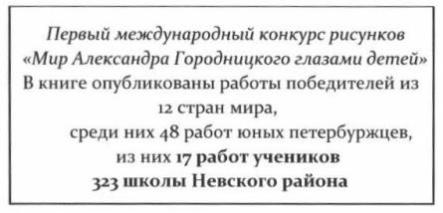 Первый международный конкурс рисунков
«Мир Александра Городницкого глазами детей»
В книге опубликованы работы победителей из
12 стран мира,
среди них 48 работ юных петербуржцев,
из них 17 работ учеников
323 школы Невского района